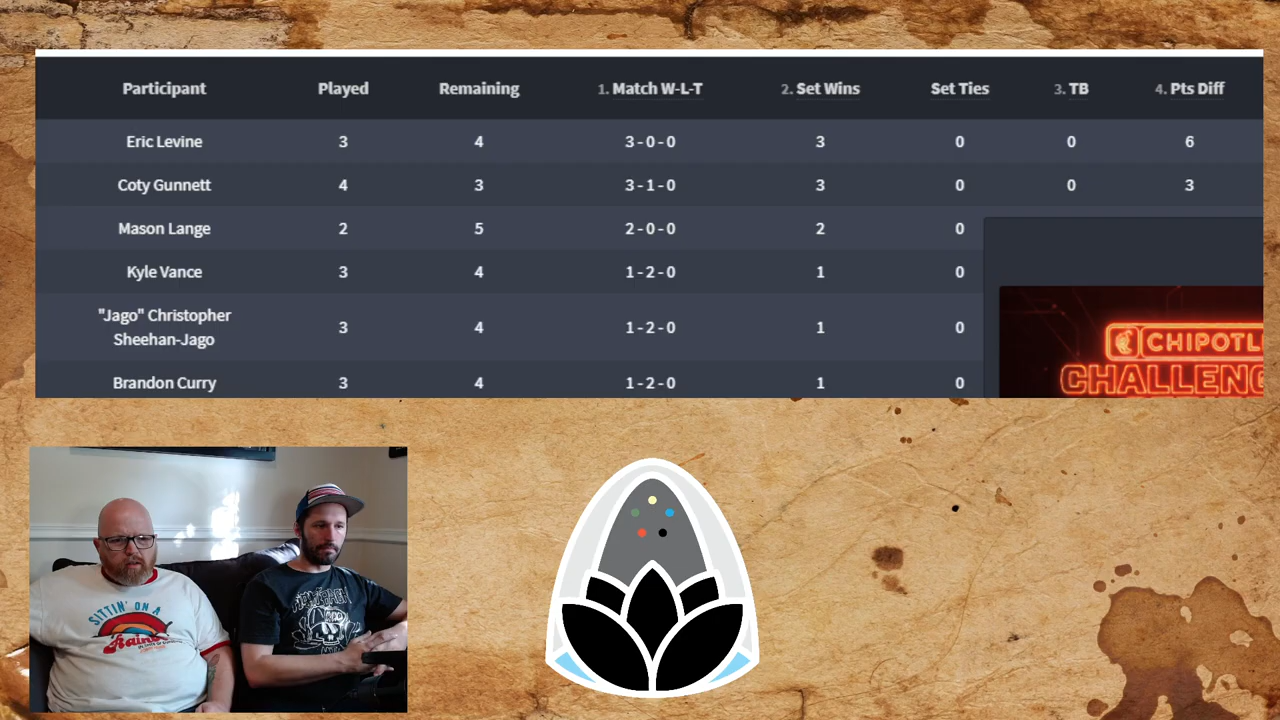 Participant Played Remaining 1. Match W-L-T 2. Set Wins Set Ties 3. TB 4. Pts Diff
Eric Levine 3 4 3 - 0 - 0 3 0 0 6
Coty Gunnett 4 3 3 - 1 - 0 3 0 0 3
Mason Lange 2 5 2 - 0 - 0 2 0
Kyle Vance 3 4 1 - 2 - 0 1 0
"Jago" Christopher
Sheehan-Jago 3 4 1 - 2 - 0 1 0
Brandon Curry 3 4 1 - 2 - 0 1 0
CHIPOTL
CHALLENG
SITTIN' ON A